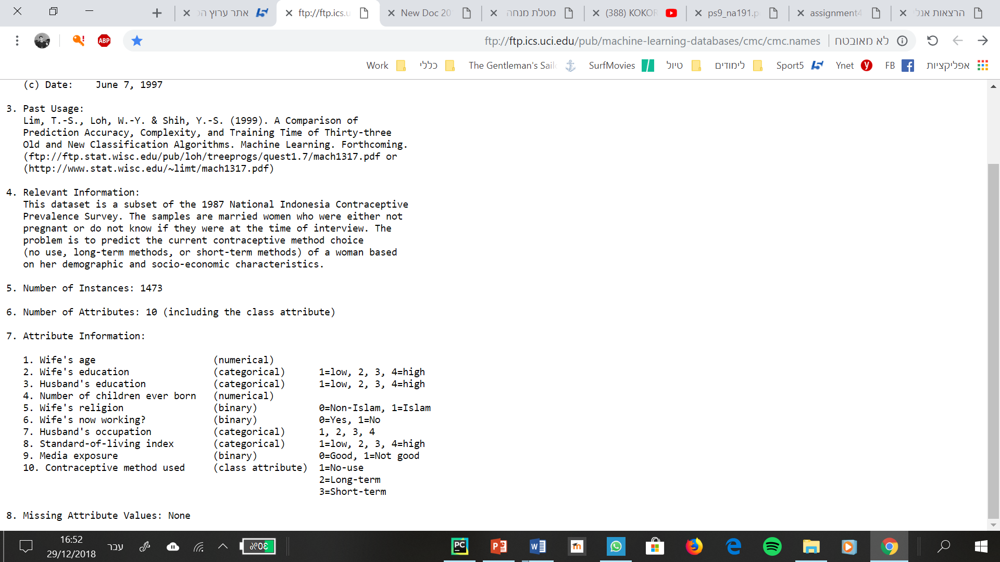 אתר ערוץ הס
ftp://ftp.ics.u
New Doc 20
מטלת מנחה
(388) KOKOR
ps9_na191.p
assignment4
הרצאות אנל
ABP
ftp://ftp.ics.uci.edu/pub/machine-learning-databases/cmc/cmc.names
לא מאובטח
Work
כללי
The Gentleman's Sail
SurfMovies
טיול
לימודים
Sport5
Ynet
FB
אפליקציות
(c) Date:    June 7, 1997
3. Past Usage:
Lim, T.-S., Loh, W.-Y. & Shih, Y.-S. (1999). A Comparison of
Prediction Accuracy, Complexity, and Training Time of Thirty-three
Old and New Classification Algorithms. Machine Learning. Forthcoming.
(ftp://ftp.stat.wisc.edu/pub/loh/treeprogs/quest1.7/mach1317.pdf or
(http://www.stat.wisc.edu/~limt/mach1317.pdf)
4. Relevant Information:
This dataset is a subset of the 1987 National Indonesia Contraceptive
Prevalence Survey. The samples are married women who were either not
pregnant or do not know if they were at the time of interview. The
problem is to predict the current contraceptive method choice
(no use, long-term methods, or short-term methods) of a woman based
on her demographic and socio-economic characteristics.
5. Number of Instances: 1473
6. Number of Attributes: 10 (including the class attribute)
7. Attribute Information:
1. Wife's age                     (numerical)
2. Wife's education               (categorical)      1=low, 2, 3, 4=high
3. Husband's education            (categorical)      1=low, 2, 3, 4=high
4. Number of children ever born   (numerical)
5. Wife's religion                (binary)           0=Non-Islam, 1=Islam
6. Wife's now working?            (binary)           0=Yes, 1=No
7. Husband's occupation           (categorical)      1, 2, 3, 4
8. Standard-of-living index       (categorical)      1=low, 2, 3, 4=high
9. Media exposure                 (binary)           0=Good, 1=Not good
10. Contraceptive method used     (class attribute)  1=No-use
2=Long-term
3=Short-term
8. Missing Attribute Values: None
16:52
29/12/2018
עבר
30%